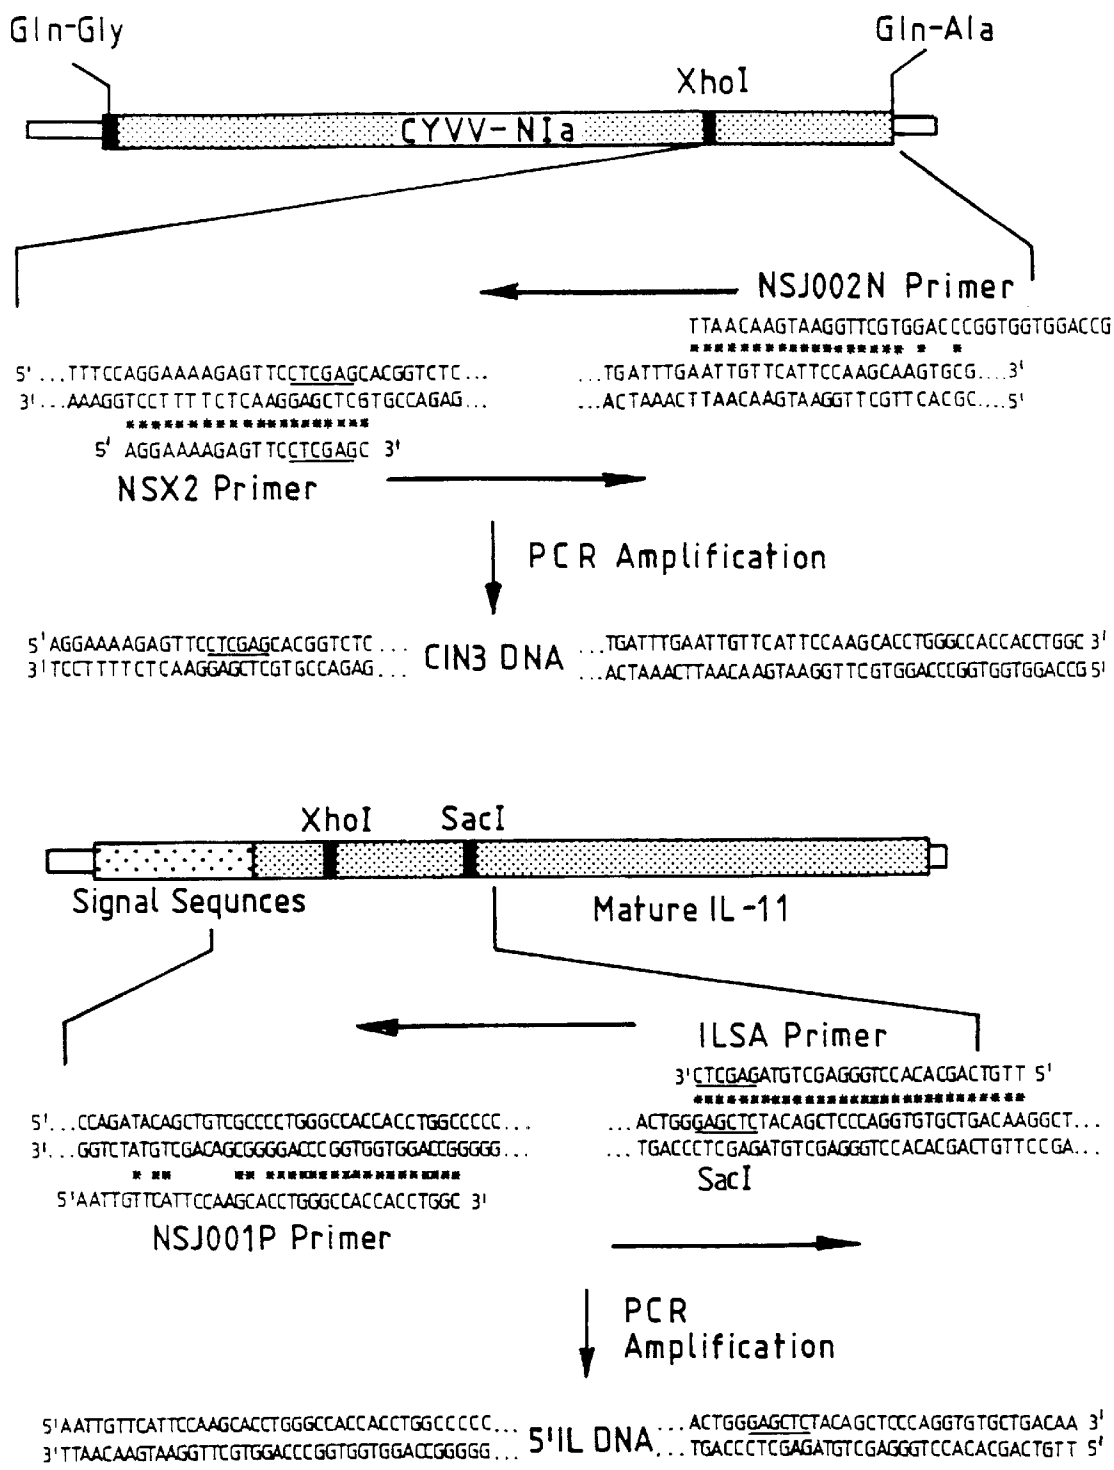 Gln-Gly
Gln-Ala
XhoI
CYVV-NIa
NSJ002N Primer
TTAACAAGTAAGGTTCGTGGACCCGGTGGTGGACCG
******************* * *
5' ...TTTCCAGGAAAAGAGTTCCTCGAGCACGGTCTC... ...TGATTTGAATTGTTCATTCCAAGCAAGTGCG....3'
3' ...AAAGGTCCTTTTCTCAAGGAGCTCGTGCCAGAG... ...ACTAAACTTAACAAGTAAGGTTCGTTCACGC....5'
********************
5' AGGAAAAGAGTTCCTCGAGC 3'
NSX2 Primer
PCR Amplification
5'AGGAAAAGAGTTCCTCGAGCACGGTCTC... CIN3 DNA ...TGATTTGAATTGTTCATTCCAAGCACCTGGGCCACCACCTGGC 3'
3'TCCTTTTCTCAAGGAGCTCGTGCCAGAG... ...ACTAAACTTAACAAGTAAGGTTCGTGGACCCGGTGGTGGACCG 5'
XhoI SacI
Signal Sequnces
Mature IL-11
ILSA Primer
3'CTCGAGATGTCGAGGGTCCACACGACTGTT 5'
******************************
5'...CCAGATACAGCTGTCGCCCCTGGGCCACCACCTGGCCCCC... ...ACTGGGAGCTCTACAGCTCCCAGGTGTGCTGACAAGGCT...
3'...GGTCTATGTCGACAGCGGGGACCCGGTGGTGGACCGGGGG... ...TGACCCTCGAGATGTCGAGGGTCCACACGACTGTTCCGA...
* ** ** ******************
SacI
5'AATTGTTCATTCCAAGCACCTGGGCCACCACCTGGC 3'
NSJ001P Primer
PCR
Amplification
5'AATTGTTCATTCCAAGCACCTGGGCCACCACCTGGCCCCC... 5'IL DNA ...ACTGGGAGCTCTACAGCTCCCAGGTGTGCTGACAA 3'
3'TTAACAAGTAAGGTTCGTGGACCCGGTGGTGGACCGGGGG... ...TGACCCTCGAGATGTCGAGGGTCCACACGACTGTT 5'